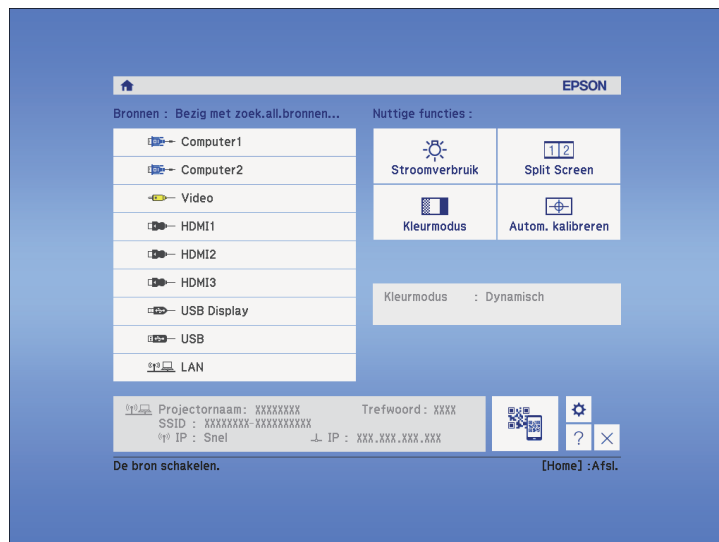 EPSON
Bronnen : Bezig met zoek.all.bronnen...
Computer1
Computer2
Video
HDMI1
HDMI2
HDMI3
USB Display
USB
LAN
Nuttige functies :
Stroomverbruik
Split Screen
1 2
Kleurmodus
Autom. kalibreren
Kleurmodus : Dynamisch
Projectornaam: XXXXXXXX Trefwoord : XXXX
SSID : XXXXXXXX-XXXXXXXXXX
IP : Snel IP : XXX.XXX.XXX.XXX
?
De bron schakelen. [Home] :Afsl.